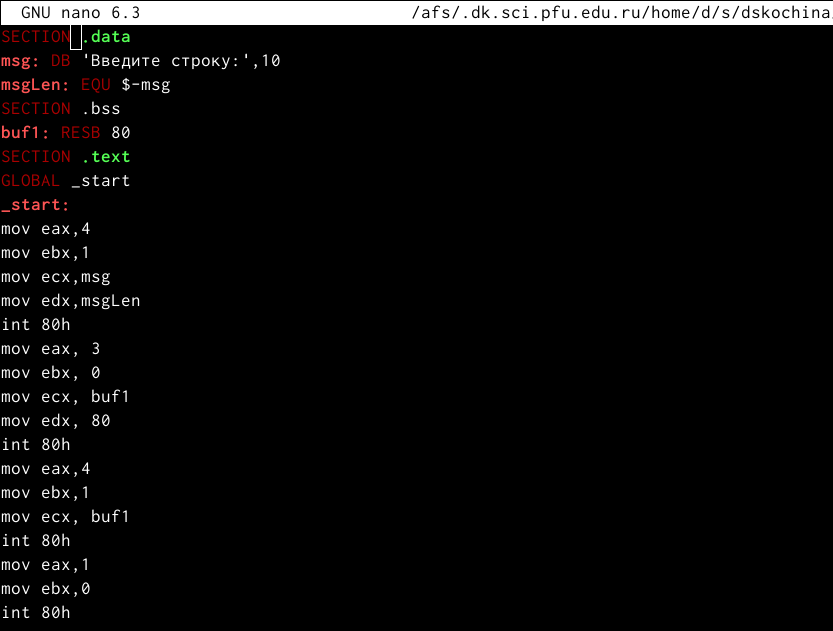 GNU nano 6.3 /afs/.dk.sci.pfu.edu.ru/home/d/s/dskochina
SECTION .data
msg: DB 'Введите строку:',10
msgLen: EQU $-msg
SECTION .bss
buf1: RESB 80
SECTION .text
GLOBAL _start
_start:
mov eax,4
mov ebx,1
mov ecx,msg
mov edx,msgLen
int 80h
mov eax, 3
mov ebx, 0
mov ecx, buf1
mov edx, 80
int 80h
mov eax,4
mov ebx,1
mov ecx, buf1
int 80h
mov eax,1
mov ebx,0
int 80h